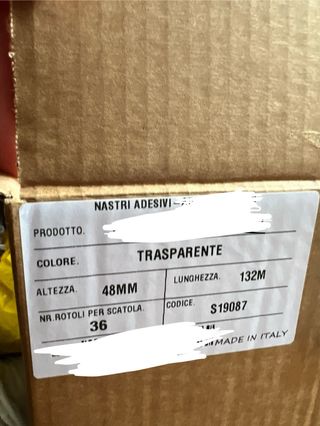 NASTRI ADESIVI
PRODOTTO.
COLORE. TRASPARENTE
ALTEZZA. 48MM LUNGHEZZA. 132M
NR.ROTOLI PER SCATOLA. 36 CODICE. S19087
MADE IN ITALY